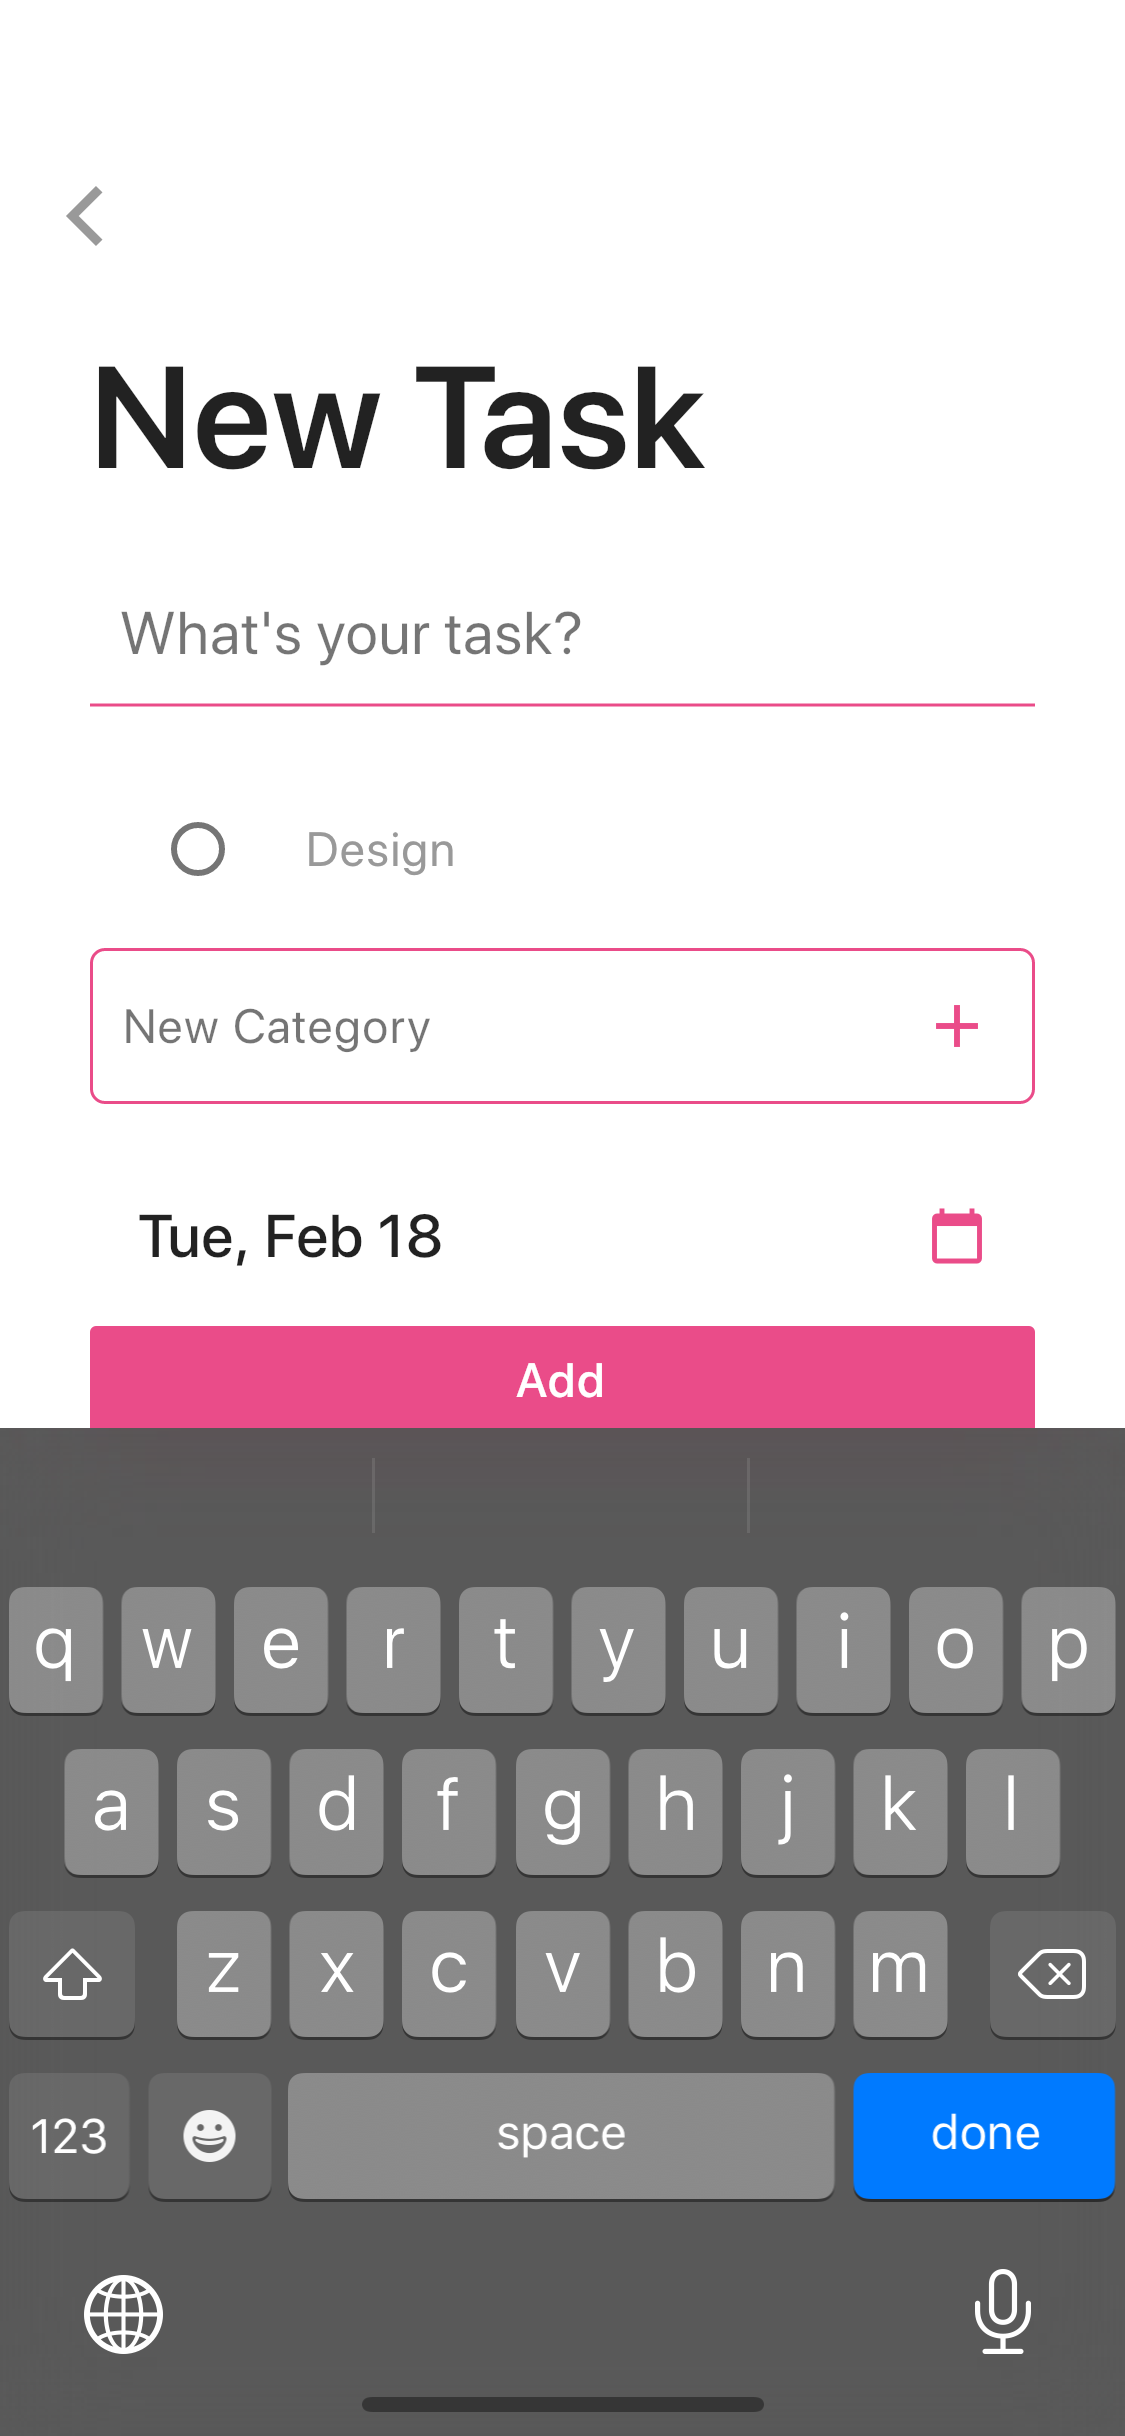 New Task
What's your task?
Design
New Category
Tue, Feb 18
Add
q w e r t y u i o p
a s d f g h j k l
z x c v b n m
123 space done